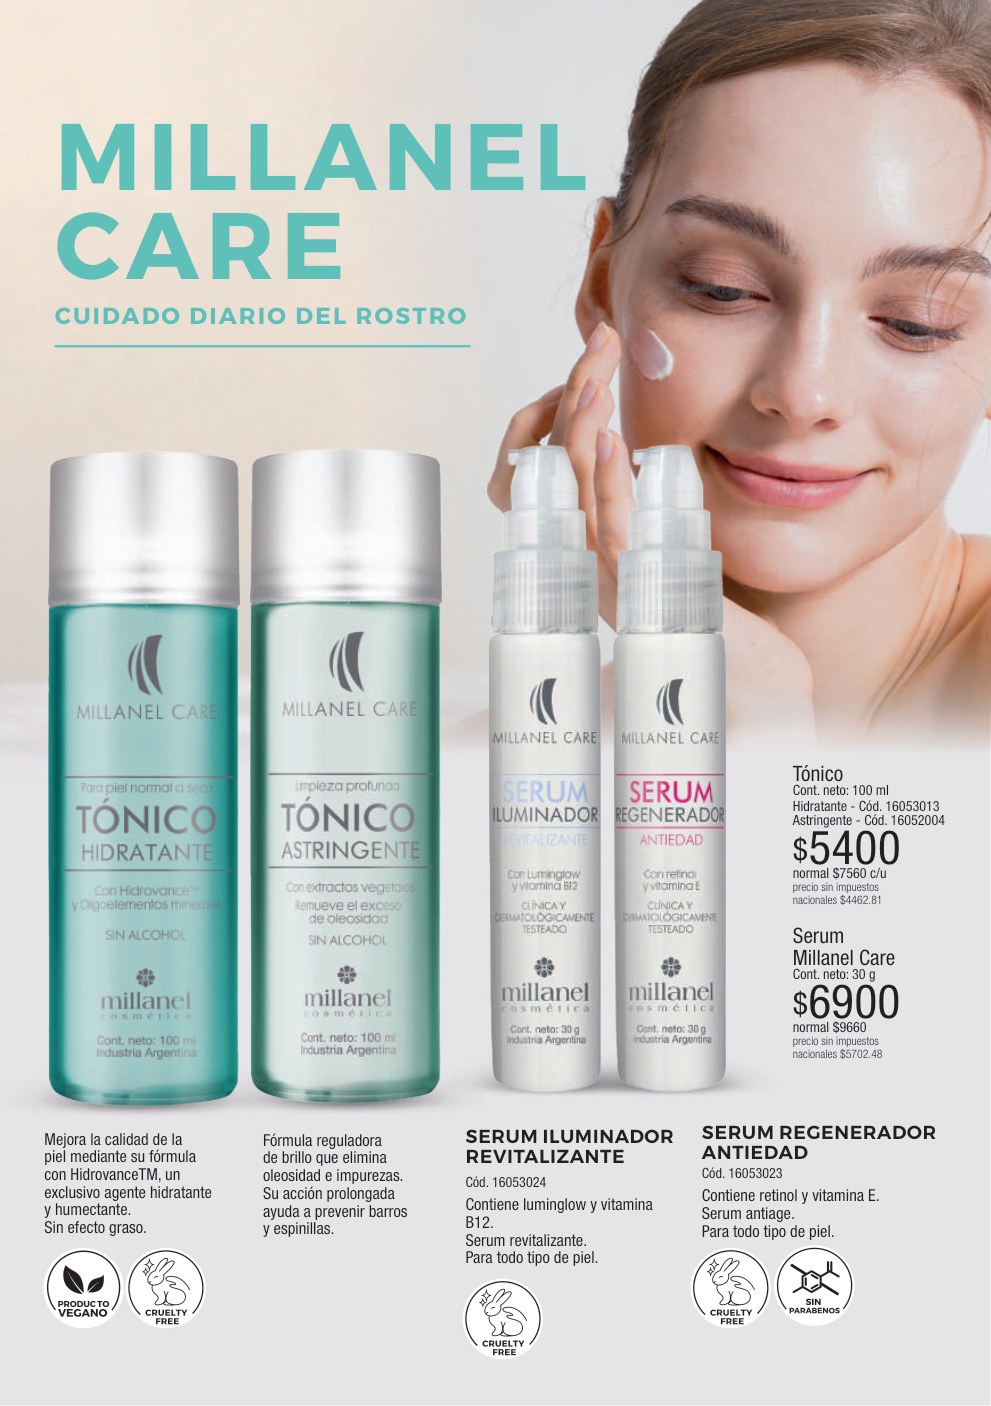 MILLANEL
CARE
CUIDADO DIARIO DEL ROSTRO
MILLANEL CARE
Para piel normal a seca
TÓNICO
HIDRATANTE
Con Hidrovance™
y Oligoelementos minerales
SIN ALCOHOL
millanel
cosmética
Cont. neto: 100 ml
Industria Argentina
MILLANEL CARE
Limpieza profunda
TÓNICO
ASTRINGENTE
Con extractos vegetales
Remueve el exceso
de oleosidad
SIN ALCOHOL
millanel
cosmética
Cont. neto: 100 ml
Industria Argentina
MILLANEL CARE
SERUM
ILUMINADOR
REVITALIZANTE
Con Luminglow
y vitamina B12
CLÍNICA Y
DERMATOLÓGICAMENTE
TESTEADO
millanel
cosmética
Cont. neto: 30 g
Industria Argentina
MILLANEL CARE
SERUM
REGENERADOR
ANTIEDAD
Con retinol
y vitamina E
CLÍNICA Y
DERMATOLÓGICAMENTE
TESTEADO
millanel
cosmética
Cont. neto: 30 g
Industria Argentina
Tónico
Cont. neto: 100 ml
Hidratante - Cód. 16053013
Astringente - Cód. 16052004
$5400
normal $7560 c/u
precio sin impuestos
nacionales $4462.81
Serum
Millanel Care
Cont. neto: 30 g
$6900
normal $9660
precio sin impuestos
nacionales $5702.48
Mejora la calidad de la
piel mediante su fórmula
con HidrovanceTM, un
exclusivo agente hidratante
y humectante.
Sin efecto graso.
PRODUCTO
VEGANO
CRUELTY
FREE
Fórmula reguladora
de brillo que elimina
oleosidad e impurezas.
Su acción prolongada
ayuda a prevenir barros
y espinillas.
SERUM ILUMINADOR
REVITALIZANTE
Cód. 16053024
Contiene luminglow y vitamina
B12.
Serum revitalizante.
Para todo tipo de piel.
CRUELTY
FREE
SERUM REGENERADOR
ANTIEDAD
Cód. 16053023
Contiene retinol y vitamina E.
Serum antiage.
Para todo tipo de piel.
CRUELTY
FREE
SIN
PARABENOS